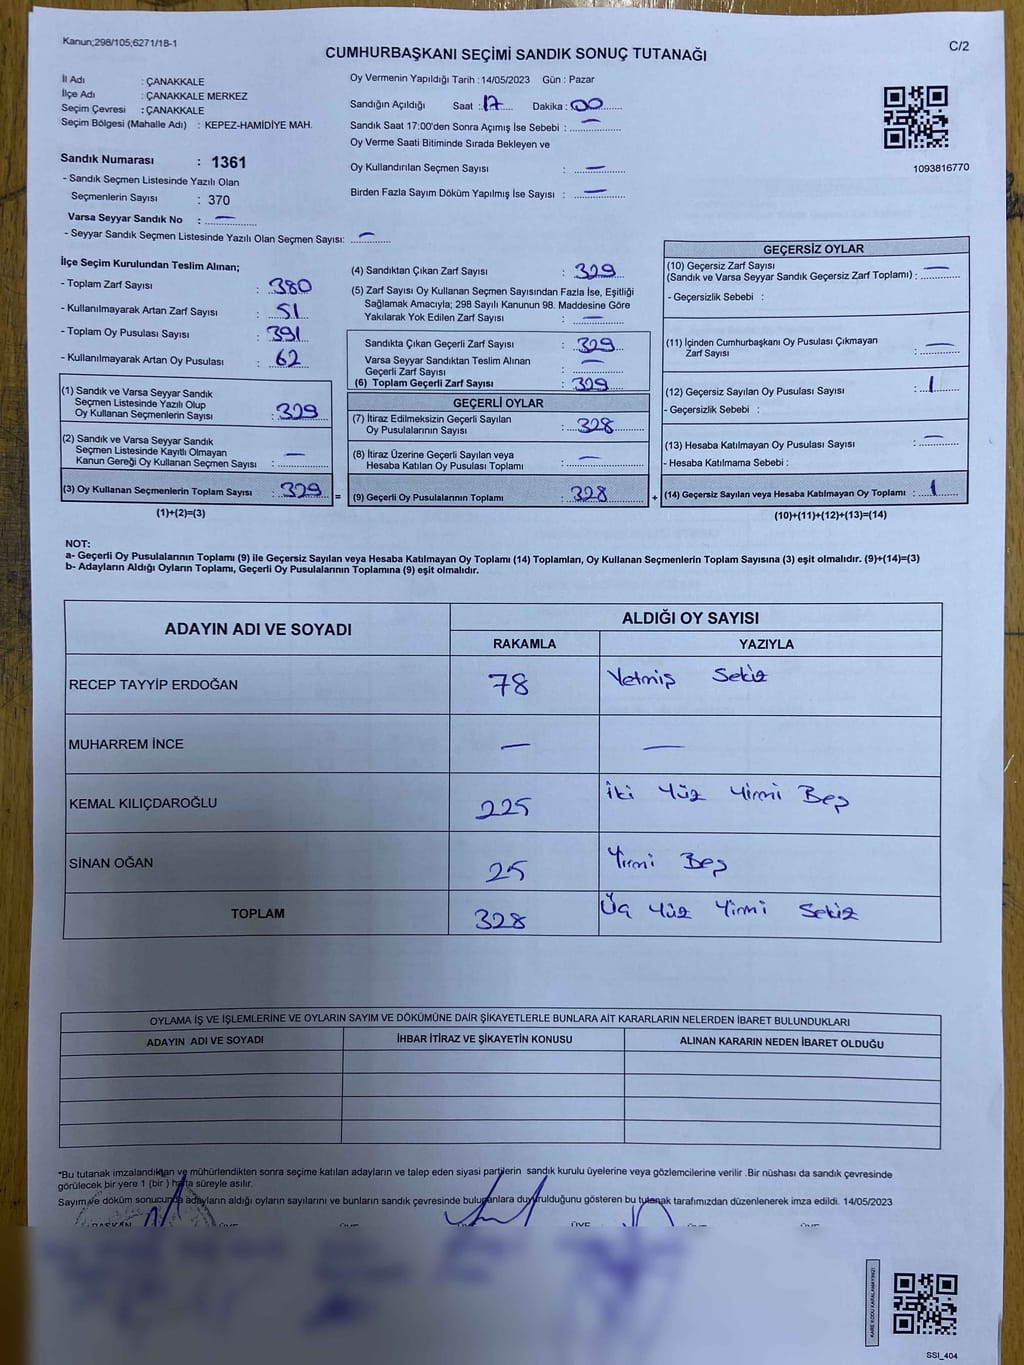 Kanun;298/105;6271/18-1
C/2
CUMHURBAŞKANI SEÇİMİ SANDIK SONUÇ TUTANAĞI
İl Adı : ÇANAKKALE
İlçe Adı : ÇANAKKALE MERKEZ
Seçim Çevresi : ÇANAKKALE
Seçim Bölgesi (Mahalle Adı) : KEPEZ-HAMİDİYE MAH.
Sandık Numarası : 1361
- Sandık Seçmen Listesinde Yazılı Olan
Seçmenlerin Sayısı : 370
Varsa Seyyar Sandık No : —
- Seyyar Sandık Seçmen Listesinde Yazılı Olan Seçmen Sayısı: —
Oy Vermenin Yapıldığı Tarih : 14/05/2023 Gün : Pazar
Sandığın Açıldığı Saat : 17 Dakika : 00
Sandık Saat 17:00'den Sonra Açımış İse Sebebi : —
Oy Verme Saati Bitiminde Sırada Bekleyen ve
Oy Kullandırılan Seçmen Sayısı : —
Birden Fazla Sayım Döküm Yapılmış İse Sayısı : —
1093816770
İlçe Seçim Kurulundan Teslim Alınan;
- Toplam Zarf Sayısı : 380
- Kullanılmayarak Artan Zarf Sayısı : 51
- Toplam Oy Pusulası Sayısı : 391
- Kullanılmayarak Artan Oy Pusulası : 62
(1) Sandık ve Varsa Seyyar Sandık
Seçmen Listesinde Yazılı Olup
Oy Kullanan Seçmenlerin Sayısı : 329
(2) Sandık ve Varsa Seyyar Sandık
Seçmen Listesinde Kayıtlı Olmayan
Kanun Gereği Oy Kullanan Seçmen Sayısı : —
(3) Oy Kullanan Seçmenlerin Toplam Sayısı : 329 =
(1)+(2)=(3)
(4) Sandıktan Çıkan Zarf Sayısı : 329
(5) Zarf Sayısı Oy Kullanan Seçmen Sayısından Fazla İse, Eşitliği
Sağlamak Amacıyla; 298 Sayılı Kanunun 98. Maddesine Göre
Yakılarak Yok Edilen Zarf Sayısı : —
Sandıkta Çıkan Geçerli Zarf Sayısı : 329
Varsa Seyyar Sandıktan Teslim Alınan
Geçerli Zarf Sayısı : —
(6) Toplam Geçerli Zarf Sayısı : 329
GEÇERLİ OYLAR
(7) İtiraz Edilmeksizin Geçerli Sayılan
Oy Pusulalarının Sayısı : 328
(8) İtiraz Üzerine Geçerli Sayılan veya
Hesaba Katılan Oy Pusulası Toplamı : —
(9) Geçerli Oy Pusulalarının Toplamı : 328 +
GEÇERSİZ OYLAR
(10) Geçersiz Zarf Sayısı
(Sandık ve Varsa Seyyar Sandık Geçersiz Zarf Toplamı) : —
- Geçersizlik Sebebi :
(11) İçinden Cumhurbaşkanı Oy Pusulası Çıkmayan
Zarf Sayısı : —
(12) Geçersiz Sayılan Oy Pusulası Sayısı : 1
- Geçersizlik Sebebi :
(13) Hesaba Katılmayan Oy Pusulası Sayısı : —
- Hesaba Katılmama Sebebi :
(14) Geçersiz Sayılan veya Hesaba Katılmayan Oy Toplamı : 1
(10)+(11)+(12)+(13)=(14)
NOT:
a- Geçerli Oy Pusulalarının Toplamı (9) ile Geçersiz Sayılan veya Hesaba Katılmayan Oy Toplamı (14) Toplamları, Oy Kullanan Seçmenlerin Toplam Sayısına (3) eşit olmalıdır. (9)+(14)=(3)
b- Adayların Aldığı Oyların Toplamı, Geçerli Oy Pusulalarının Toplamına (9) eşit olmalıdır.
ADAYIN ADI VE SOYADI
ALDIĞI OY SAYISI
RAKAMLA YAZIYLA
RECEP TAYYİP ERDOĞAN 78 Yetmiş Sekiz
MUHARREM İNCE — —
KEMAL KILIÇDAROĞLU 225 İki Yüz Yirmi Beş
SİNAN OĞAN 25 Yirmi Beş
TOPLAM 328 Üç Yüz Yirmi Sekiz
OYLAMA İŞ VE İŞLEMLERİNE VE OYLARIN SAYIM VE DÖKÜMÜNE DAİR ŞİKAYETLERLE BUNLARA AİT KARARLARIN NELERDEN İBARET BULUNDUKLARI
ADAYIN ADI VE SOYADI İHBAR İTİRAZ VE ŞİKAYETİN KONUSU ALINAN KARARIN NEDEN İBARET OLDUĞU
*Bu tutanak imzalandıktan ve mühürlendikten sonra seçime katılan adayların ve talep eden siyasi partilerin sandık kurulu üyelerine veya gözlemcilerine verilir .Bir nüshası da sandık çevresinde
görülecek bir yere 1 (bir ) hafta süreyle asılır.
Sayım ve döküm sonucunda adayların aldığı oyların sayılarını ve bunların sandık çevresinde bulunanlara duyurulduğunu gösteren bu tutanak tarafımızdan düzenlenerek imza edildi. 14/05/2023
BAŞKAN ÜYE ÜYE ÜYE ÜYE ÜYE
KARE KODU KARALAMAYINIZ!
SSI_404